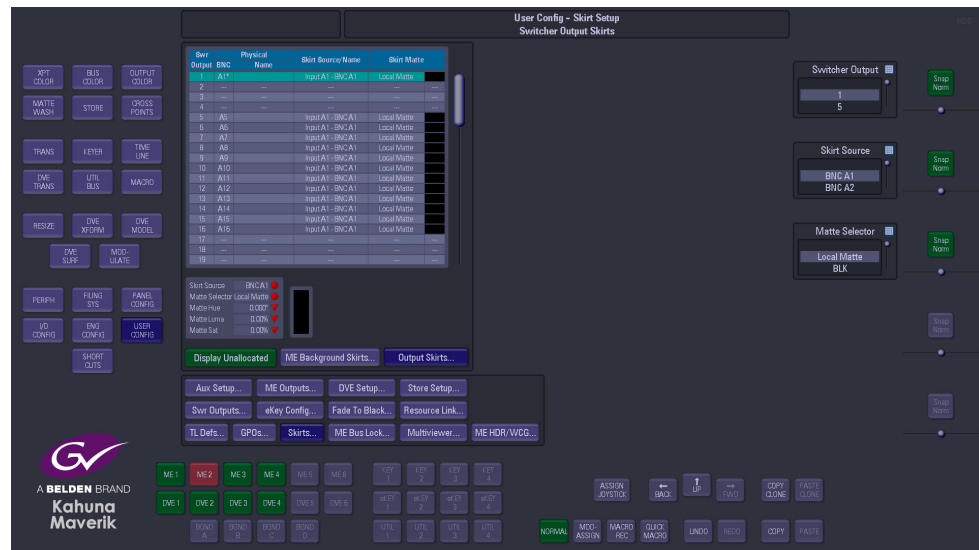 User Config - Skirt Setup
Switcher Output Skirts
XPT COLOR
BUS COLOR
OUTPUT COLOR
MATTE WASH
STORE
CROSS POINTS
TRANS
KEYER
TIME LINE
DVE TRANS
UTIL BUS
MACRO
RESIZE
DVE XFORM
DVE MODEL
DVE SURF
MOD- ULATE
PERIPH
FILING SYS
PANEL CONFIG
I/O CONFIG
ENG CONFIG
USER CONFIG
SHORT CUTS
Swr Output BNC Physical Name Skirt Source/Name Skirt Matte
1 A1* Input A1 - BNC A1 Local Matte
2 --- --- --- --- ---
3 --- --- --- --- ---
4 --- --- --- --- ---
5 A5 Input A1 - BNC A1 Local Matte
6 A6 Input A1 - BNC A1 Local Matte
7 A7 Input A1 - BNC A1 Local Matte
8 A8 Input A1 - BNC A1 Local Matte
9 A9 Input A1 - BNC A1 Local Matte
10 A10 Input A1 - BNC A1 Local Matte
11 A11 Input A1 - BNC A1 Local Matte
12 A12 Input A1 - BNC A1 Local Matte
13 A13 Input A1 - BNC A1 Local Matte
14 A14 Input A1 - BNC A1 Local Matte
15 A15 Input A1 - BNC A1 Local Matte
16 A16 Input A1 - BNC A1 Local Matte
17 --- --- --- --- ---
18 --- --- --- --- ---
19 --- --- --- --- ---
Skirt Source BNC A1
Matte Selector Local Matte
Matte Hue 0.000°
Matte Luma 0.00%
Matte Sat 0.00%
Display Unallocated
ME Background Skirts...
Output Skirts...
Aux Setup...
ME Outputs...
DVE Setup...
Store Setup...
Swr Outputs...
eKey Config...
Fade To Black...
Resource Link...
TL Defs...
GPOs...
Skirts...
ME Bus Lock...
Multiviewer...
ME HDR/WCG...
Switcher Output
1
5
Snap Norm
Skirt Source
BNC A1
BNC A2
Snap Norm
Matte Selector
Local Matte
BLK
Snap Norm
Snap Norm
Snap Norm
GV
A BELDEN BRAND
Kahuna
Maverik
ME 1
ME 2
ME 3
ME 4
ME 5
ME 6
DVE 1
DVE 2
DVE 3
DVE 4
DVE 5
DVE 6
BGND A
BGND B
BGND C
BGND D
KEY 1
KEY 2
KEY 3
KEY 4
eKEY 1
eKEY 2
eKEY 3
eKEY 4
UTIL 1
UTIL 2
UTIL 3
UTIL 4
ASSIGN JOYSTICK
BACK
UP
FWD
COPY CLONE
PASTE CLONE
NORMAL
MOD- ASSIGN
MACRO REC
QUICK MACRO
UNDO
REDO
COPY
PASTE